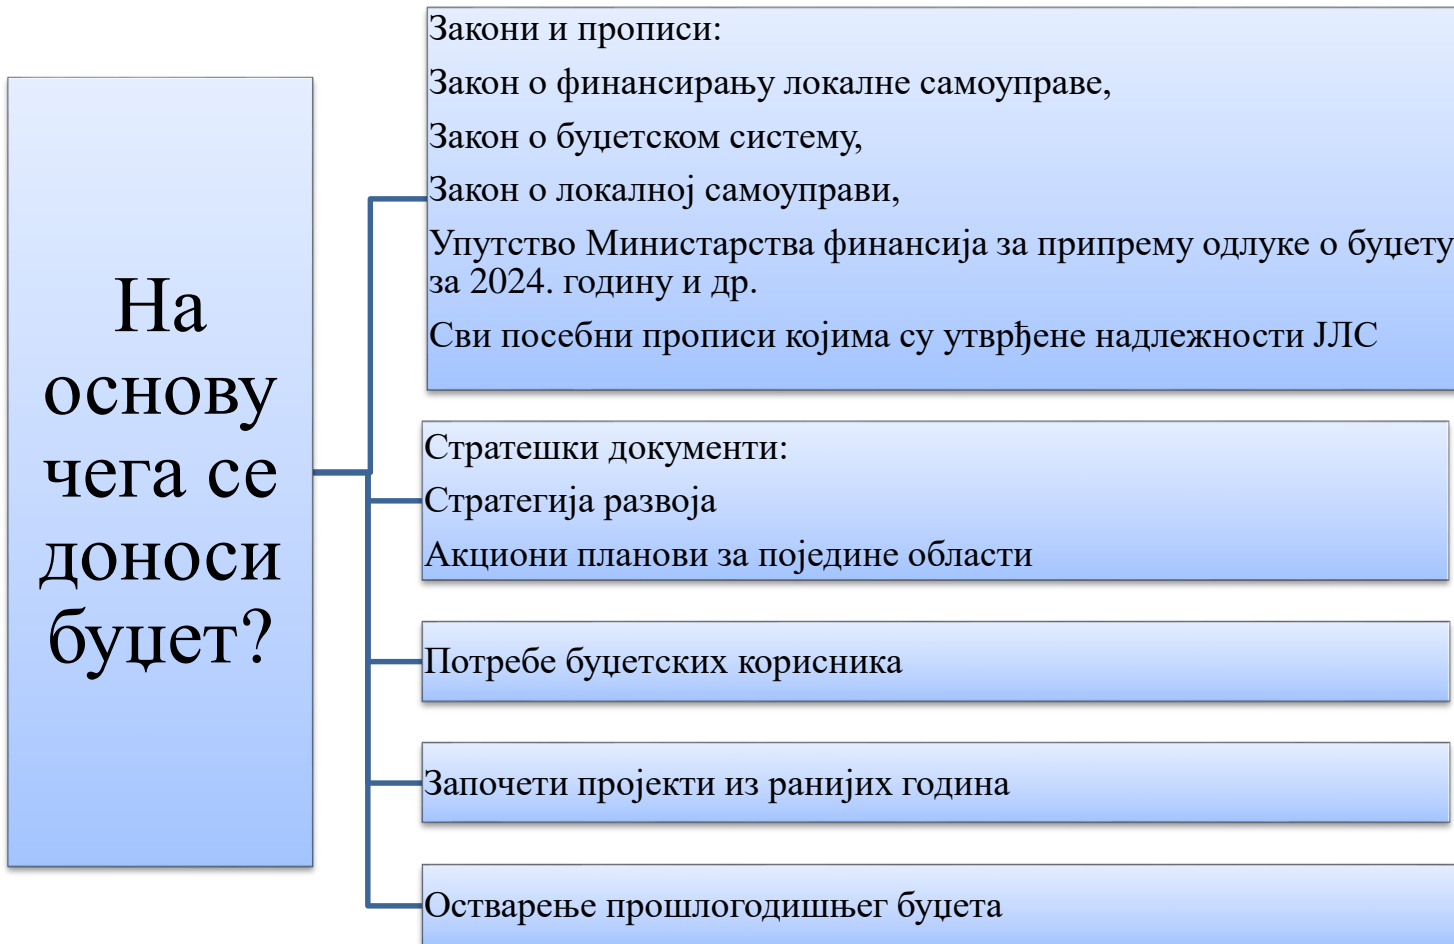 На
основу
чега се
доноси
буџет?
Закони и прописи:
Закон о финансирању локалне самоуправе,
Закон о буџетском систему,
Закон о локалној самоуправи,
Упутство Министарства финансија за припрему одлуке о буџету
за 2024. годину и др.
Сви посебни прописи којима су утврђене надлежности ЈЛС
Стратешки документи:
Стратегија развоја
Акциони планови за поједине области
Потребе буџетских корисника
Започети пројекти из ранијих година
Остварење прошлогодишњег буџета